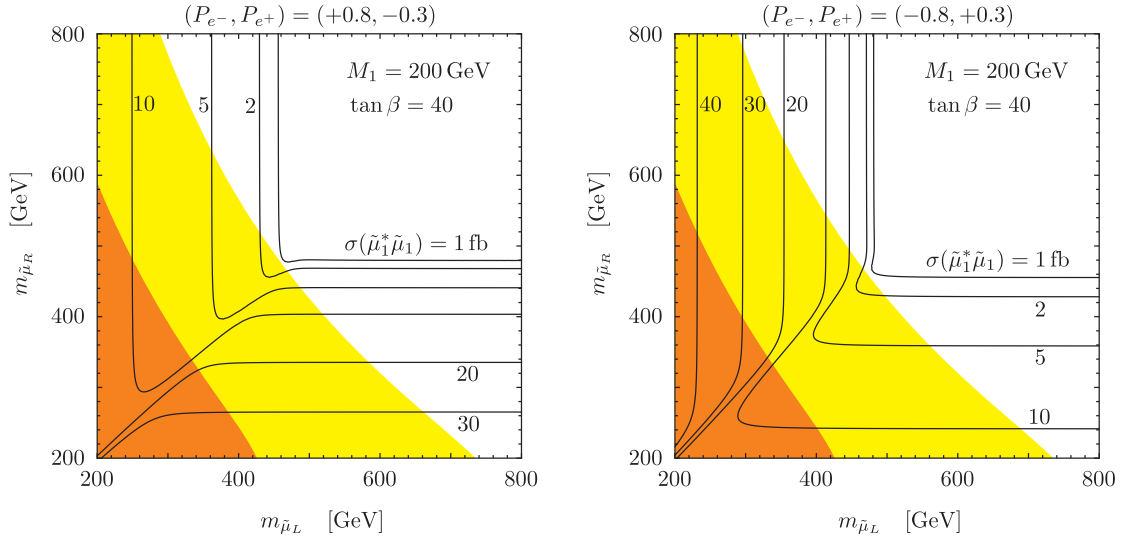 (P_{e−}, P_{e+}) = (+0.8, −0.3)
800
600
400
200
m_{μ̃_R} [GeV]
M_1 = 200 GeV
tan β = 40
10
5
2
σ(μ̃_1^* μ̃_1) = 1 fb
20
30
200
400
600
800
m_{μ̃_L} [GeV]
(P_{e−}, P_{e+}) = (−0.8, +0.3)
800
600
400
200
m_{μ̃_R} [GeV]
M_1 = 200 GeV
tan β = 40
40
30
20
σ(μ̃_1^* μ̃_1) = 1 fb
2
5
10
200
400
600
800
m_{μ̃_L} [GeV]